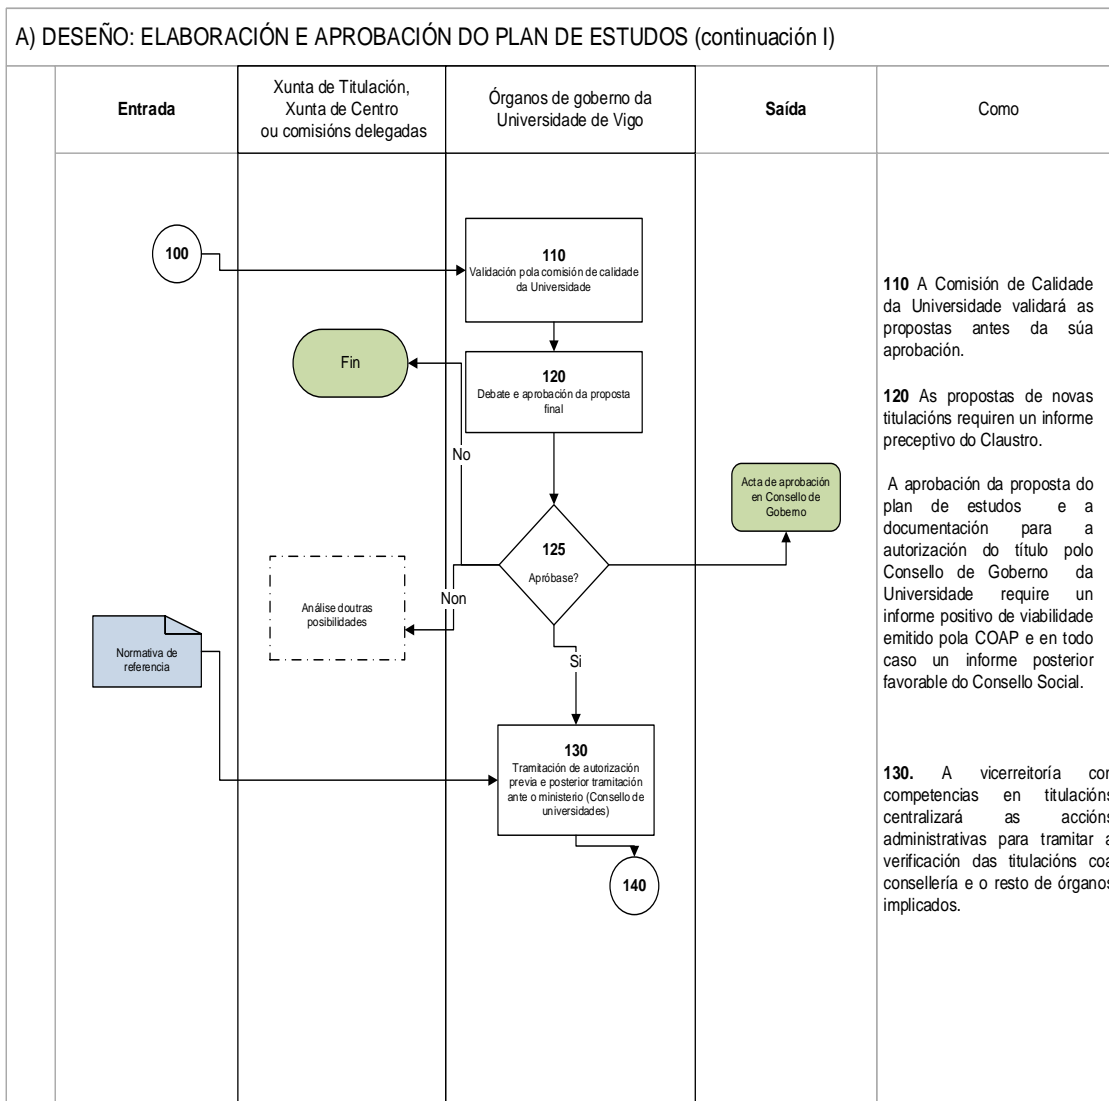 A) DESEÑO: ELABORACIÓN E APROBACIÓN DO PLAN DE ESTUDOS (continuación I)
Entrada
Xunta de Titulación,
Xunta de Centro
ou comisións delegadas
Órganos de goberno da
Universidade de Vigo
Saída
Como
100
110
Validación pola comisión de calidade
da Universidade
Fin
120
Debate e aprobación da proposta
final
No
Acta de aprobación
en Consello de
Goberno
125
Apróbase?
Non
Análise doutras
posibilidades
Normativa de
referencia
Si
130
Tramitación de autorización
previa e posterior tramitación
ante o ministerio (Consello de
universidades)
140
110 A Comisión de Calidade
da Universidade validará as
propostas antes da súa
aprobación.
120 As propostas de novas
titulacións requiren un informe
preceptivo do Claustro.
A aprobación da proposta do
plan de estudos e a
documentación para a
autorización do título polo
Consello de Goberno da
Universidade require un
informe positivo de viabilidade
emitido pola COAP e en todo
caso un informe posterior
favorable do Consello Social.
130. A vicerreitoría con
competencias en titulacións
centralizará as accións
administrativas para tramitar a
verificación das titulacións coa
consellería e o resto de órganos
implicados.